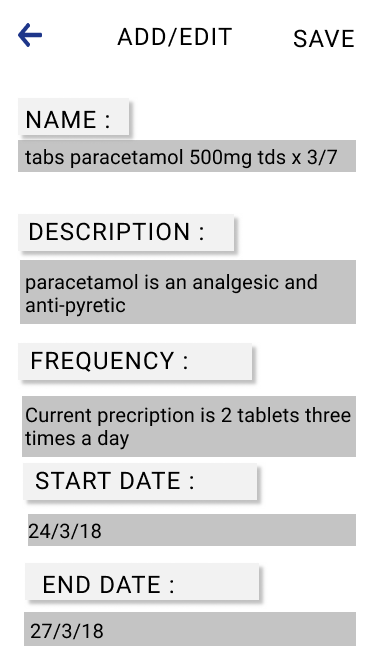 ADD/EDIT SAVE
NAME :
tabs paracetamol 500mg tds x 3/7
DESCRIPTION :
paracetamol is an analgesic and
anti-pyretic
FREQUENCY :
Current precription is 2 tablets three
times a day
START DATE :
24/3/18
END DATE :
27/3/18